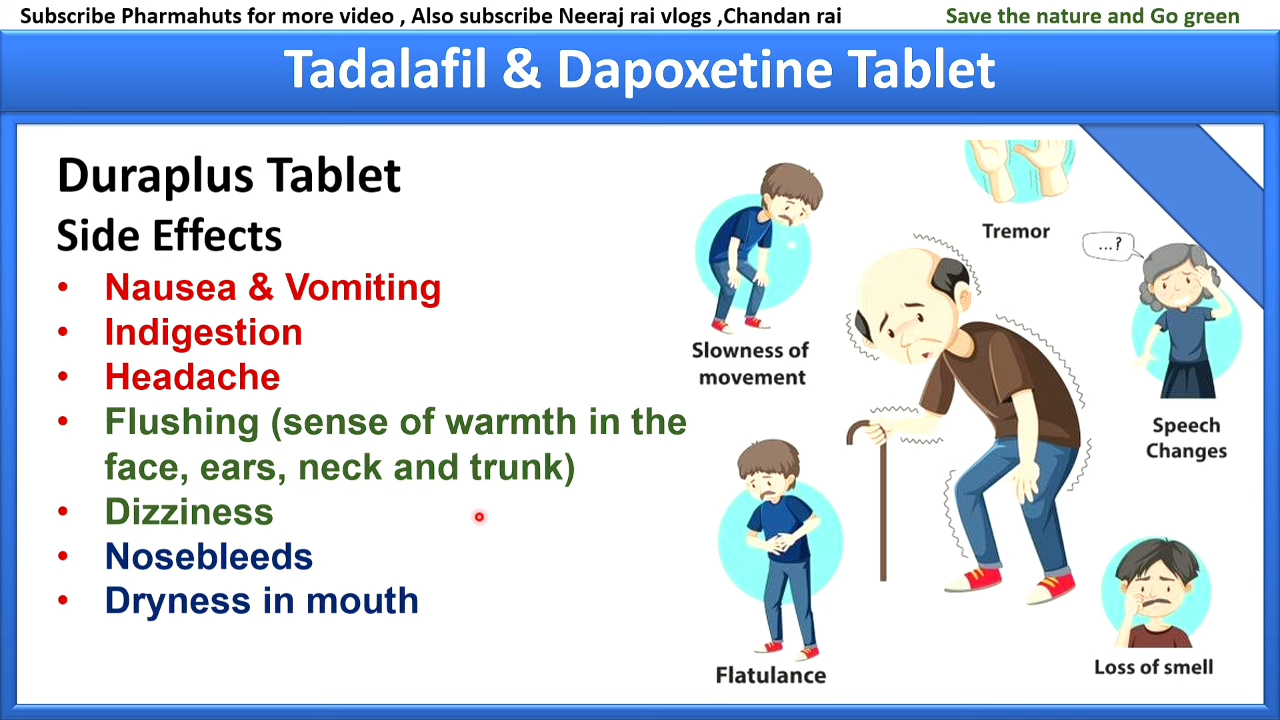 Subscribe Pharmahuts for more video , Also subscribe Neeraj rai vlogs ,Chandan rai
Save the nature and Go green
Tadalafil & Dapoxetine Tablet
Duraplus Tablet
Side Effects
• Nausea & Vomiting
• Indigestion
• Headache
• Flushing (sense of warmth in the
face, ears, neck and trunk)
• Dizziness
• Nosebleeds
• Dryness in mouth
Tremor
...?
Slowness of
movement
Speech
Changes
Flatulance
Loss of smell